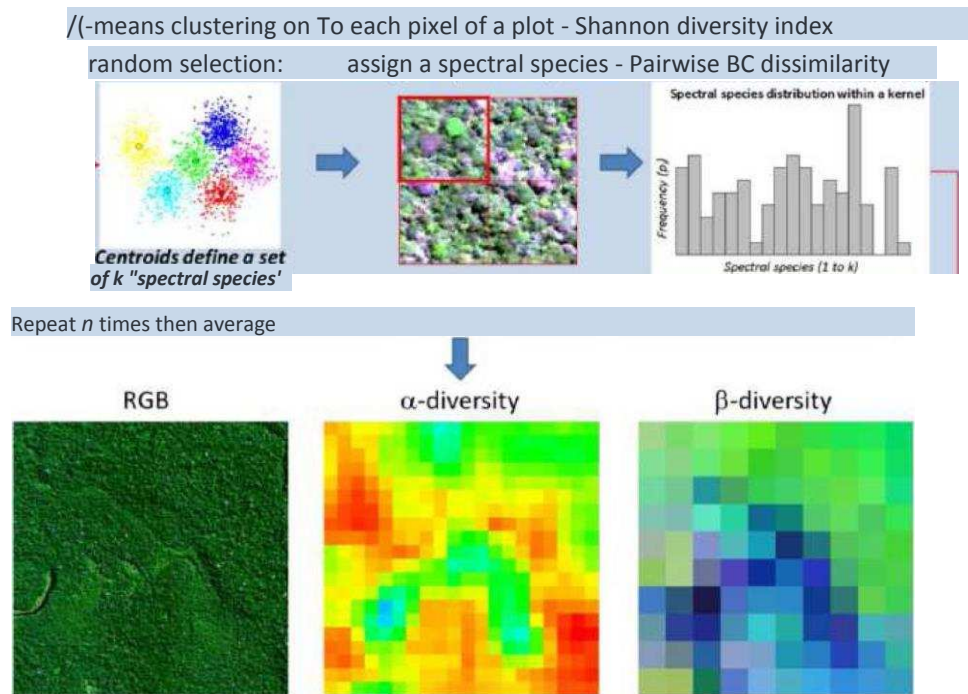 /(-means clustering on To each pixel of a plot - Shannon diversity index
random selection: assign a spectral species - Pairwise BC dissimilarity
Spectral species distribution within a kernel
Frequency (p
Spectral species (1 to k)
Centroids define a set
of k "spectral species'
Repeat n times then average
RGB
α-diversity
β-diversity